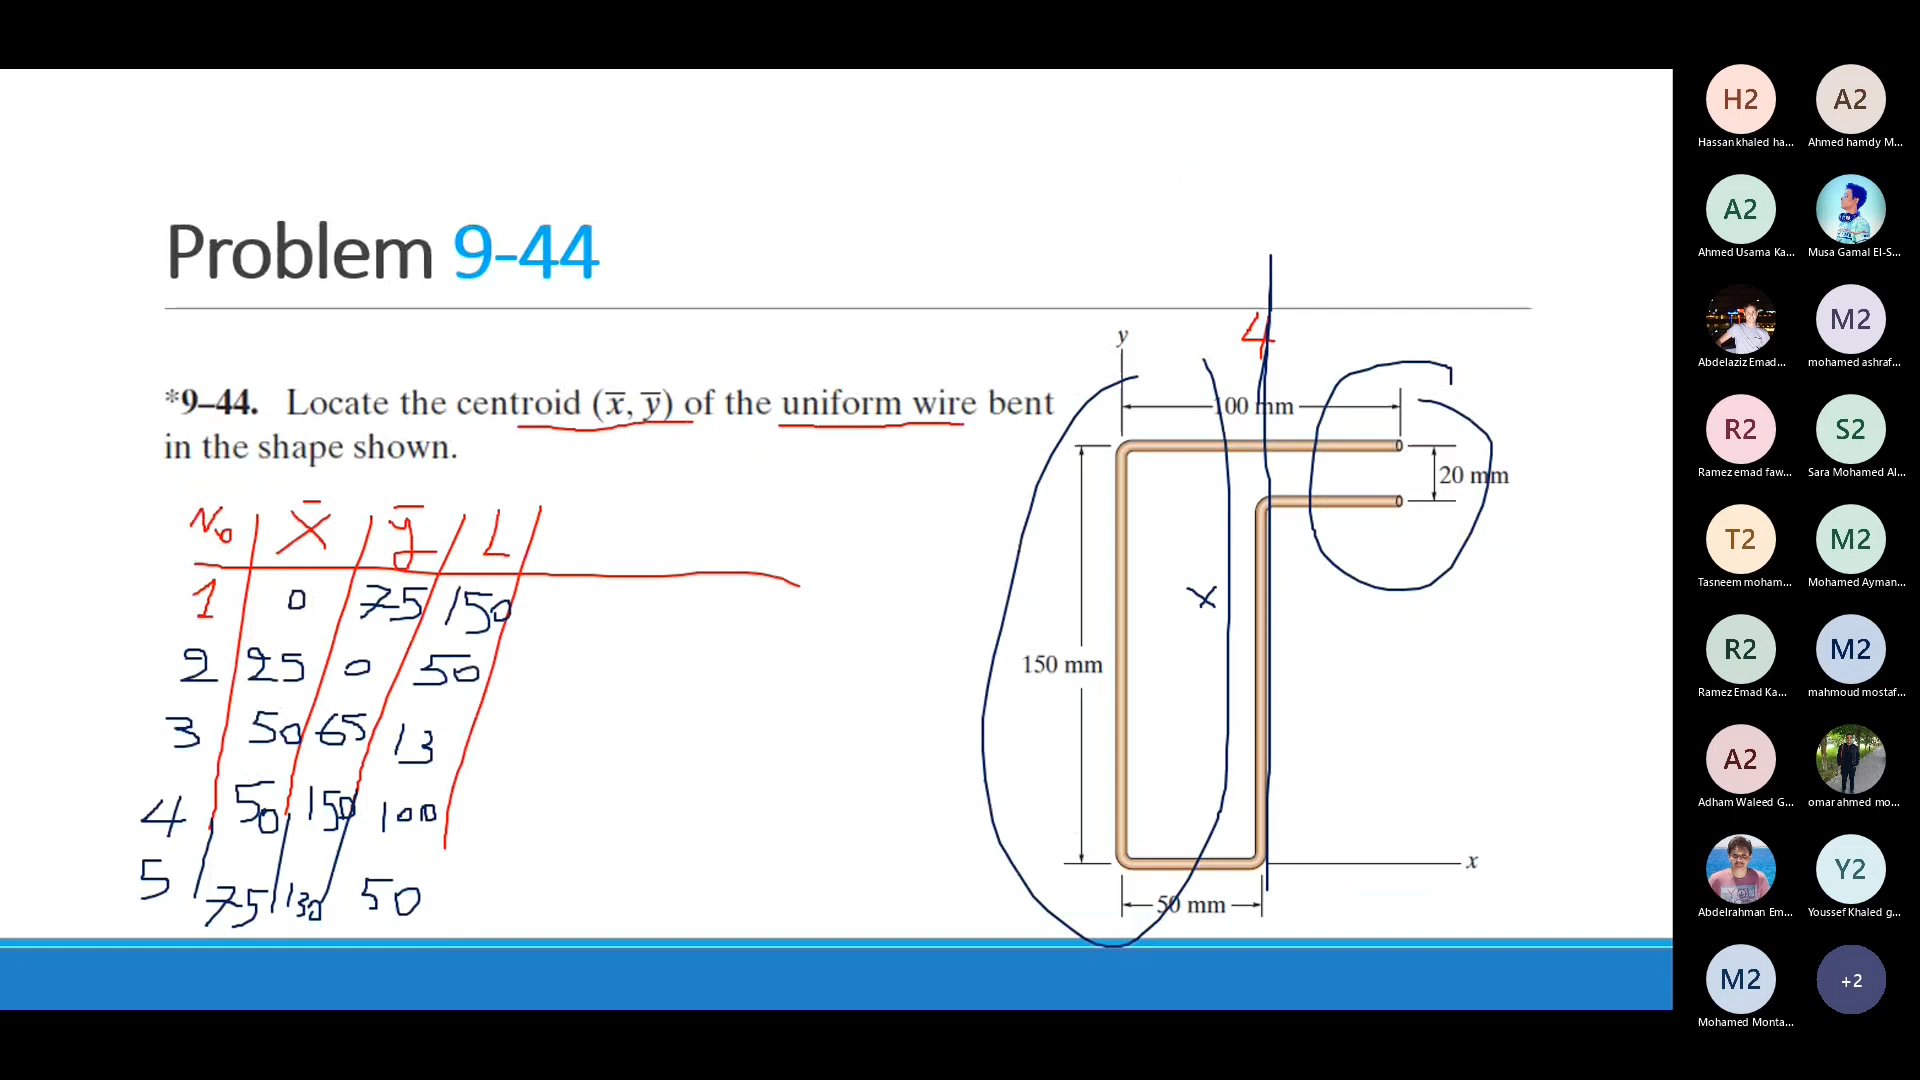 Problem 9-44
*9–44. Locate the centroid (x̅, y̅) of the uniform wire bent
in the shape shown.
No X̅ y̅ L
1 0 75 150
2 25 0 50
3 50 65 13
4 50 150 100
5 75 130 50
4
y
100 mm
20 mm
x
150 mm
x
50 mm
H2 A2
Hassan khaled ha... Ahmed hamdy M...
A2
Ahmed Usama Ka... Musa Gamal El-S...
M2
Abdelaziz Emad... mohamed ashraf...
R2 S2
Ramez emad faw... Sara Mohamed Al...
T2 M2
Tasneem moham... Mohamed Ayman...
R2 M2
Ramez Emad Ka... mahmoud mostaf...
A2
Adham Waleed G... omar ahmed mo...
Y2
Abdelrahman Em... Youssef Khaled g...
M2 +2
Mohamed Monta...